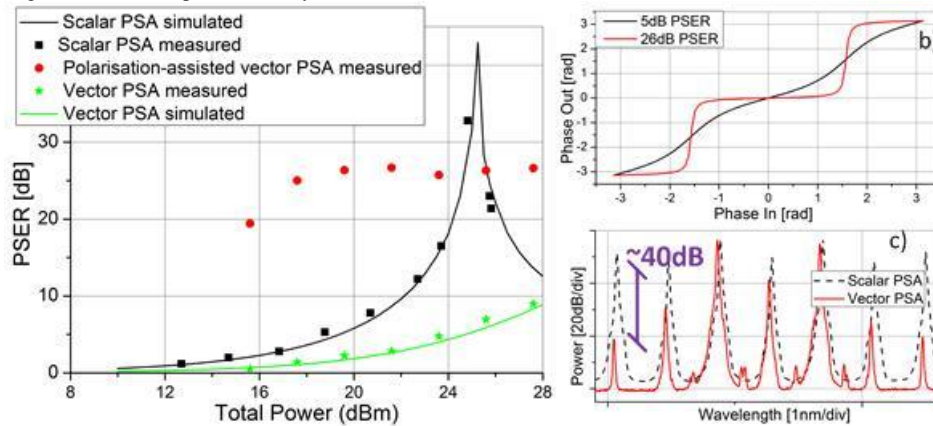 Scalar PSA simulated
Scalar PSA measured
Polarisation-assisted vector PSA measured
Vector PSA measured
Vector PSA simulated
PSER [dB]
30
20
10
0
8
12
16
20
24
28
Total Power (dBm)
5dB PSER
26dB PSER
b
Phase Out [rad]
3
2
1
0
-1
-2
-3
-3
-2
-1
0
1
2
3
Phase In [rad]
c)
~40dB
Scalar PSA
Vector PSA
Power [20dB/div]
Wavelength [1nm/div]